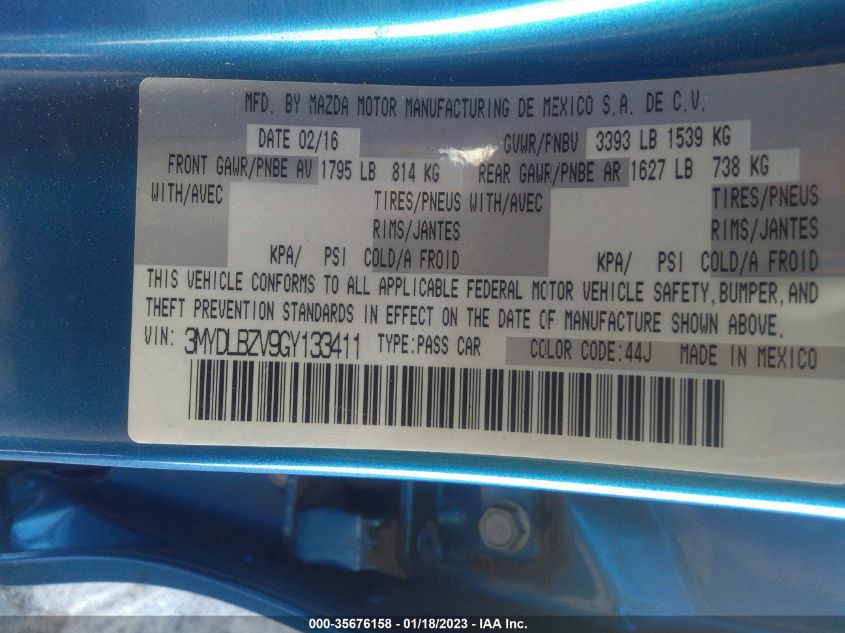 MFD. BY MAZDA MOTOR MANUFACTURING DE MEXICO S.A. DE C.V.
DATE 02/16 GVWR/FNBV 3393 LB 1539 KG
FRONT GAWR/PNBE AV 1795 LB 814 KG REAR GAWR/PNBE AR 1627 LB 738 KG
WITH/AVEC TIRES/PNEUS WITH/AVEC TIRES/PNEUS
RIMS/JANTES RIMS/JANTES
KPA/ PSI COLD/A FROID KPA/ PSI COLD/A FROID
THIS VEHICLE CONFORMS TO ALL APPLICABLE FEDERAL MOTOR VEHICLE SAFETY, BUMPER, AND
THEFT PREVENTION STANDARDS IN EFFECT ON THE DATE OF MANUFACTURE SHOWN ABOVE.
VIN: 3MYDLBZV9GY133411 TYPE:PASS CAR COLOR CODE:44J MADE IN MEXICO
000-35676158 - 01/18/2023 - IAA Inc.